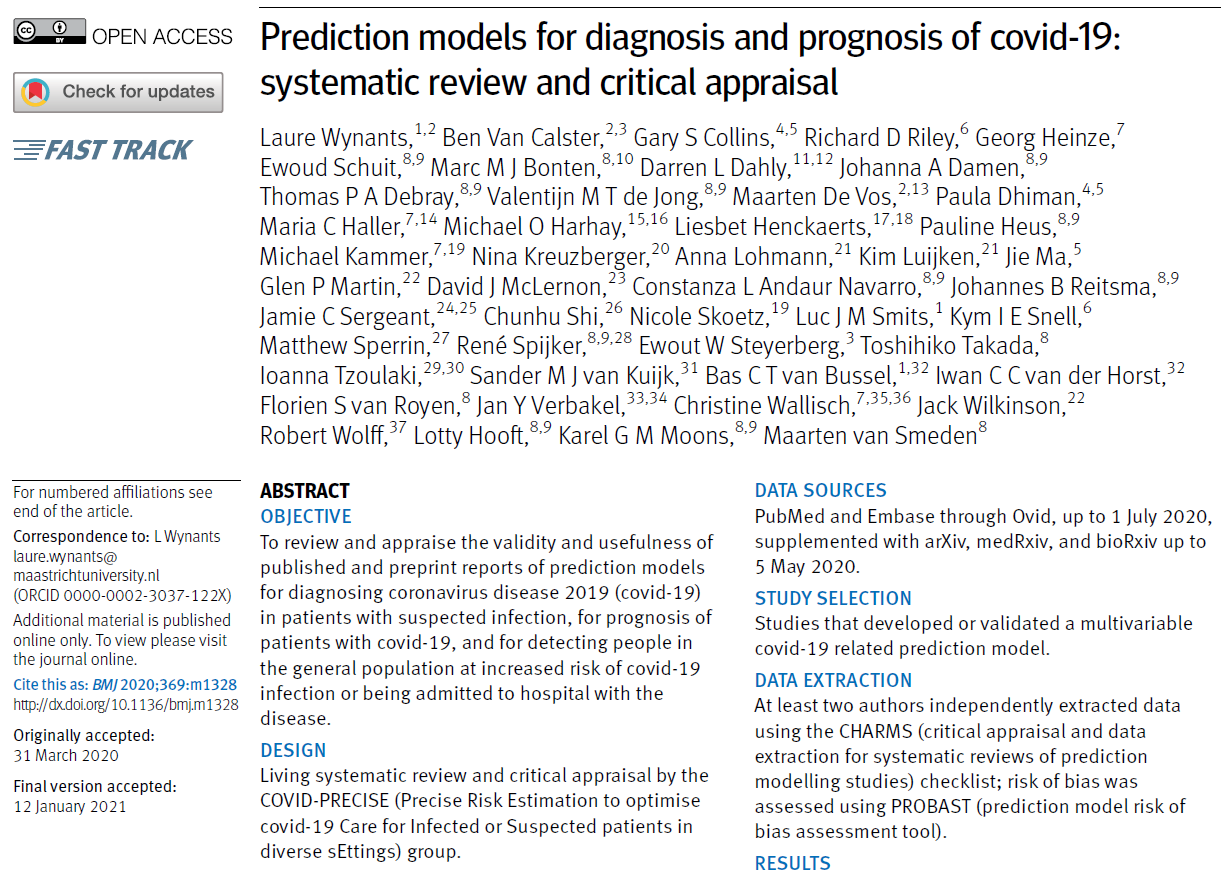 cc BY OPEN ACCESS
Check for updates
FAST TRACK
Prediction models for diagnosis and prognosis of covid-19:
systematic review and critical appraisal
Laure Wynants,1,2 Ben Van Calster,2,3 Gary S Collins,4,5 Richard D Riley,6 Georg Heinze,7
Ewoud Schuit,8,9 Marc M J Bonten,8,10 Darren L Dahly,11,12 Johanna A Damen,8,9
Thomas P A Debray,8,9 Valentijn M T de Jong,8,9 Maarten De Vos,2,13 Paula Dhiman,4,5
Maria C Haller,7,14 Michael O Harhay,15,16 Liesbet Henckaerts,17,18 Pauline Heus,8,9
Michael Kammer,7,19 Nina Kreuzberger,20 Anna Lohmann,21 Kim Luijken,21 Jie Ma,5
Glen P Martin,22 David J McLernon,23 Constanza L Andaur Navarro,8,9 Johannes B Reitsma,8,9
Jamie C Sergeant,24,25 Chunhu Shi,26 Nicole Skoetz,19 Luc J M Smits,1 Kym I E Snell,6
Matthew Sperrin,27 René Spijker,8,9,28 Ewout W Steyerberg,3 Toshihiko Takada,8
Ioanna Tzoulaki,29,30 Sander M J van Kuijk,31 Bas C T van Bussel,1,32 Iwan C C van der Horst,32
Florien S van Royen,8 Jan Y Verbakel,33,34 Christine Wallisch,7,35,36 Jack Wilkinson,22
Robert Wolff,37 Lotty Hooft,8,9 Karel G M Moons,8,9 Maarten van Smeden8
For numbered affiliations see
end of the article.
Correspondence to: L Wynants
laure.wynants@
maastrichtuniversity.nl
(ORCID 0000-0002-3037-122X)
Additional material is published
online only. To view please visit
the journal online.
Cite this as: BMJ 2020;369:m1328
http://dx.doi.org/10.1136/bmj.m1328
Originally accepted:
31 March 2020
Final version accepted:
12 January 2021
ABSTRACT
OBJECTIVE
To review and appraise the validity and usefulness of
published and preprint reports of prediction models
for diagnosing coronavirus disease 2019 (covid-19)
in patients with suspected infection, for prognosis of
patients with covid-19, and for detecting people in
the general population at increased risk of covid-19
infection or being admitted to hospital with the
disease.
DESIGN
Living systematic review and critical appraisal by the
COVID-PRECISE (Precise Risk Estimation to optimise
covid-19 Care for Infected or Suspected patients in
diverse sEttings) group.
DATA SOURCES
PubMed and Embase through Ovid, up to 1 July 2020,
supplemented with arXiv, medRxiv, and bioRxiv up to
5 May 2020.
STUDY SELECTION
Studies that developed or validated a multivariable
covid-19 related prediction model.
DATA EXTRACTION
At least two authors independently extracted data
using the CHARMS (critical appraisal and data
extraction for systematic reviews of prediction
modelling studies) checklist; risk of bias was
assessed using PROBAST (prediction model risk of
bias assessment tool).
RESULTS